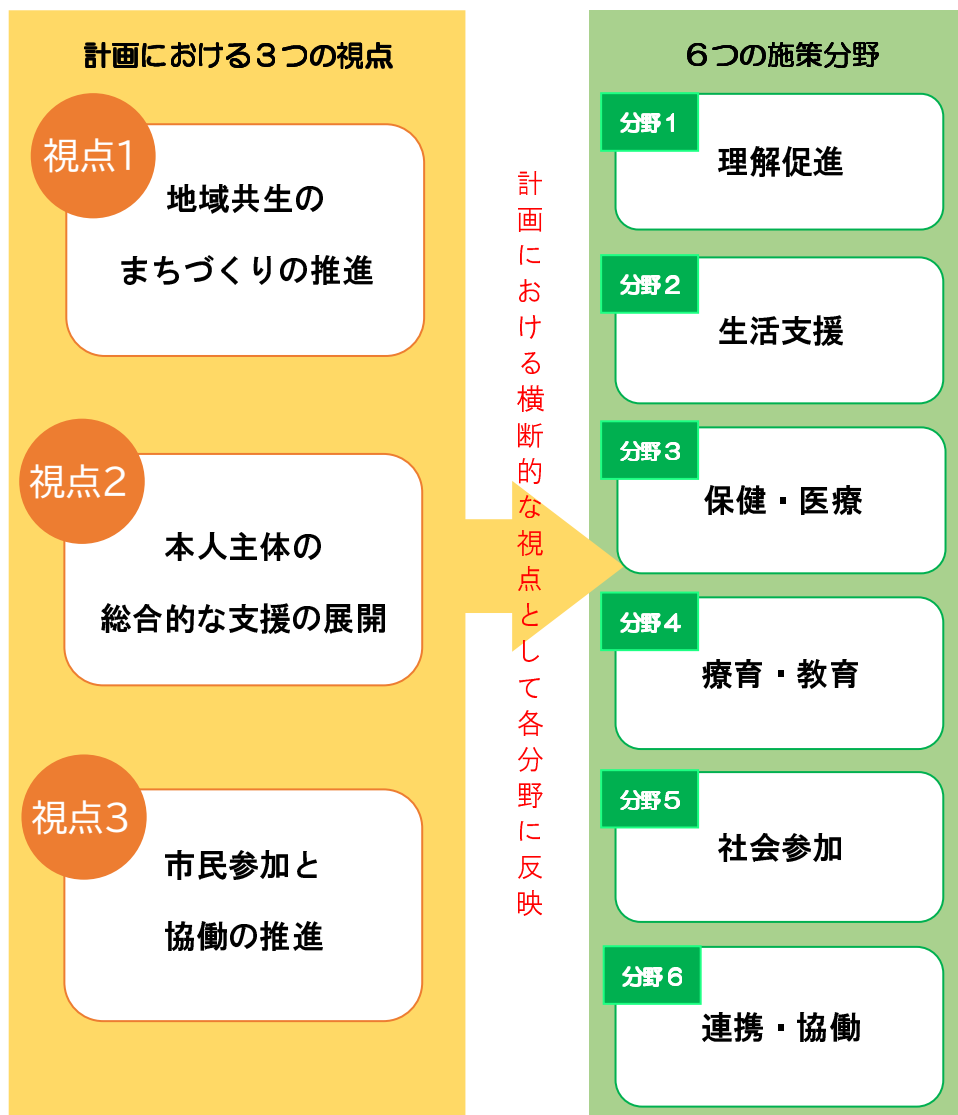 計画における３つの視点
視点1
地域共生の
まちづくりの推進
視点2
本人主体の
総合的な支援の展開
視点3
市民参加と
協働の推進
計画における横断的な視点として各分野に反映
６つの施策分野
分野１
理解促進
分野２
生活支援
分野３
保健・医療
分野４
療育・教育
分野５
社会参加
分野６
連携・協働